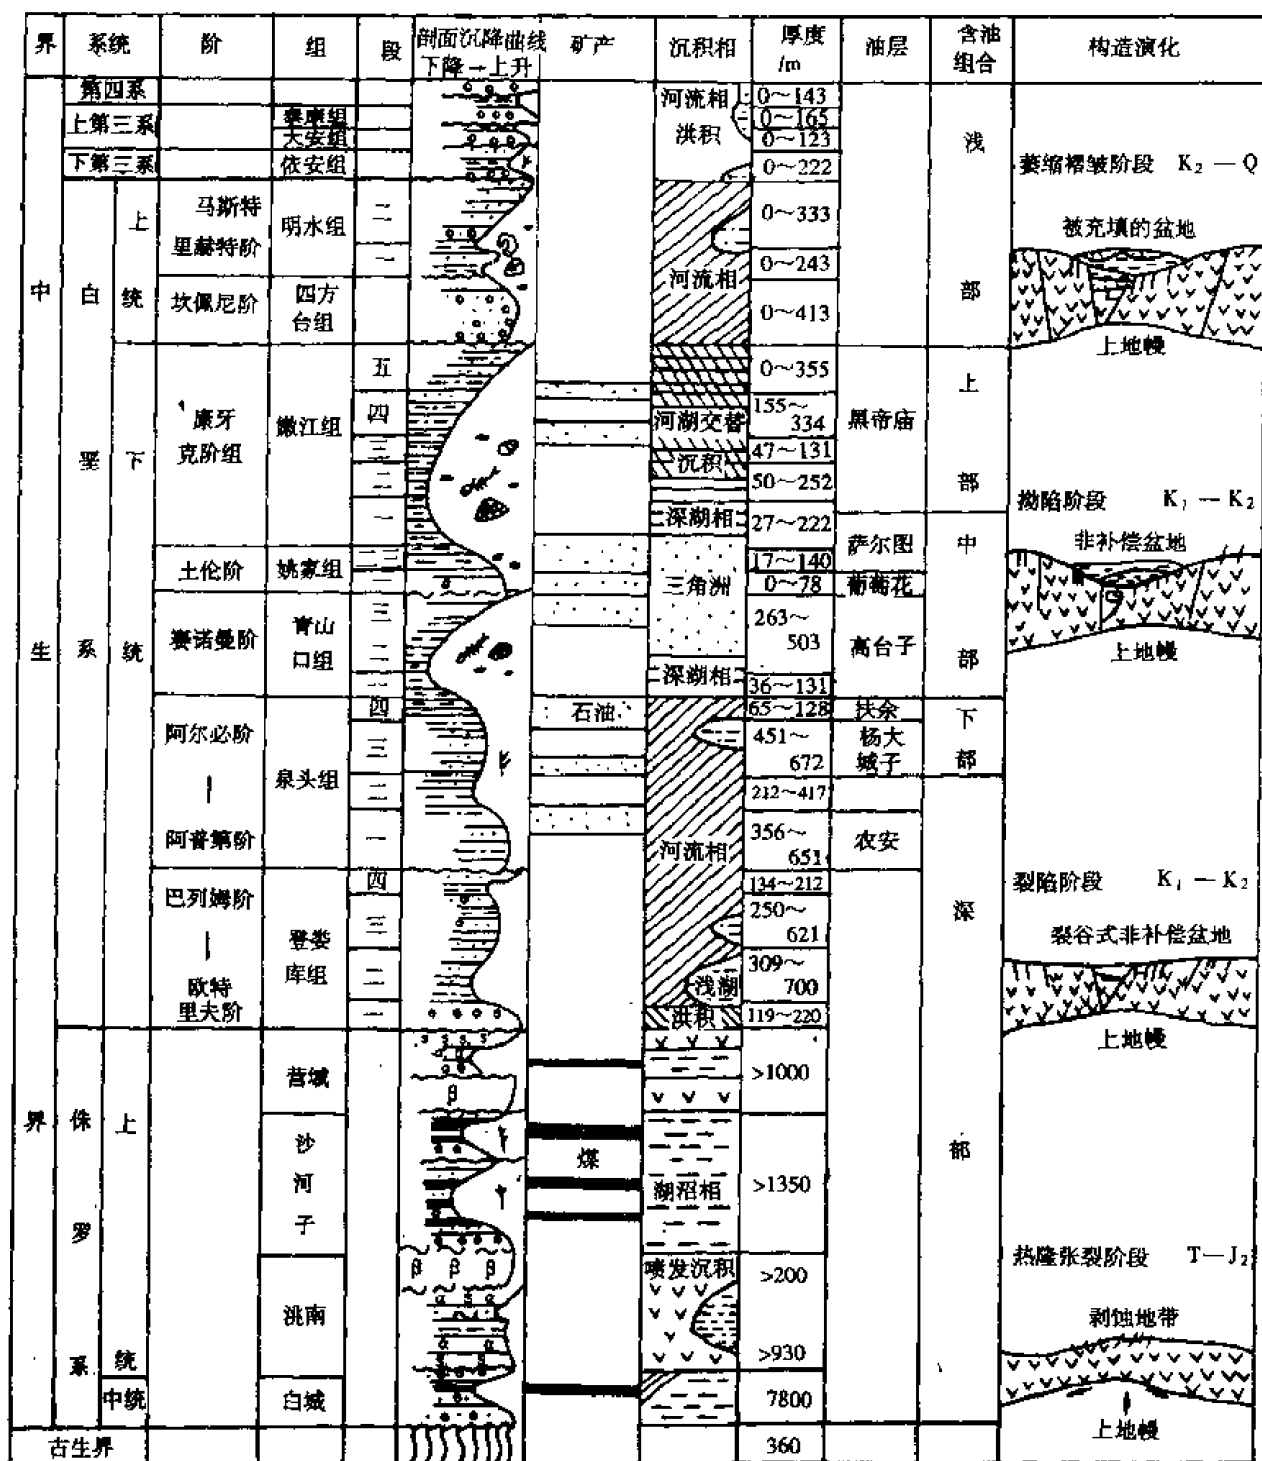 界 系统 阶 组 段 剖面沉降曲线 矿产 沉积相 厚度 油层 含油 构造演化
下降→上升 /m 组合
第四系 河流相 0～143
上第三系 泰康组 0～165
大安组 洪积 0～123 浅
下第三系 依安组 0～222 萎缩褶皱阶段 K₂—Q
上 马斯特 二 0～333
里赫特阶 明水组 被充填的盆地
一 0～243
中 白 统 坎佩尼阶 四方 河流相 部
台组 0～413
上地幔
五 0～355 上
康牙 四 155～
嫩江组 河湖交替 334 黑帝庙
垩 下 克阶组 三 47～131
二 沉积 50～252 部 拗陷阶段 K₁—K₂
一 深湖相 27～222
萨尔图 中 非补偿盆地
土伦阶 姚家组 二三 17～140
一 三角洲 0～78 葡萄花
三 263～
青山
生 系 统 赛诺曼阶 口组 二 503 高台子 部 上地幔
一 深湖相 36～131
四 石油 65～128 扶余 下
阿尔必阶 三 451～ 杨大
672 城子 部
| 泉头组 二 212～417
阿普第阶 一 河流相 356～ 农安
651
四 134～212 裂陷阶段 K₁—K₂
巴列姆阶 三 250～ 深
| 登娄 621 裂谷式非补偿盆地
库组 309～
欧特 二 浅湖 700
里夫阶 一 洪积 119～220
上地幔
营城 β >1000
界 侏 上 沙 部
煤
河 湖沼相 >1350
罗 子
β β β 喷发沉积 >200 热隆张裂阶段 T—J₂
洮南 剥蚀地带
系 统 >930
中统 白城 7800
上地幔
古生界 360